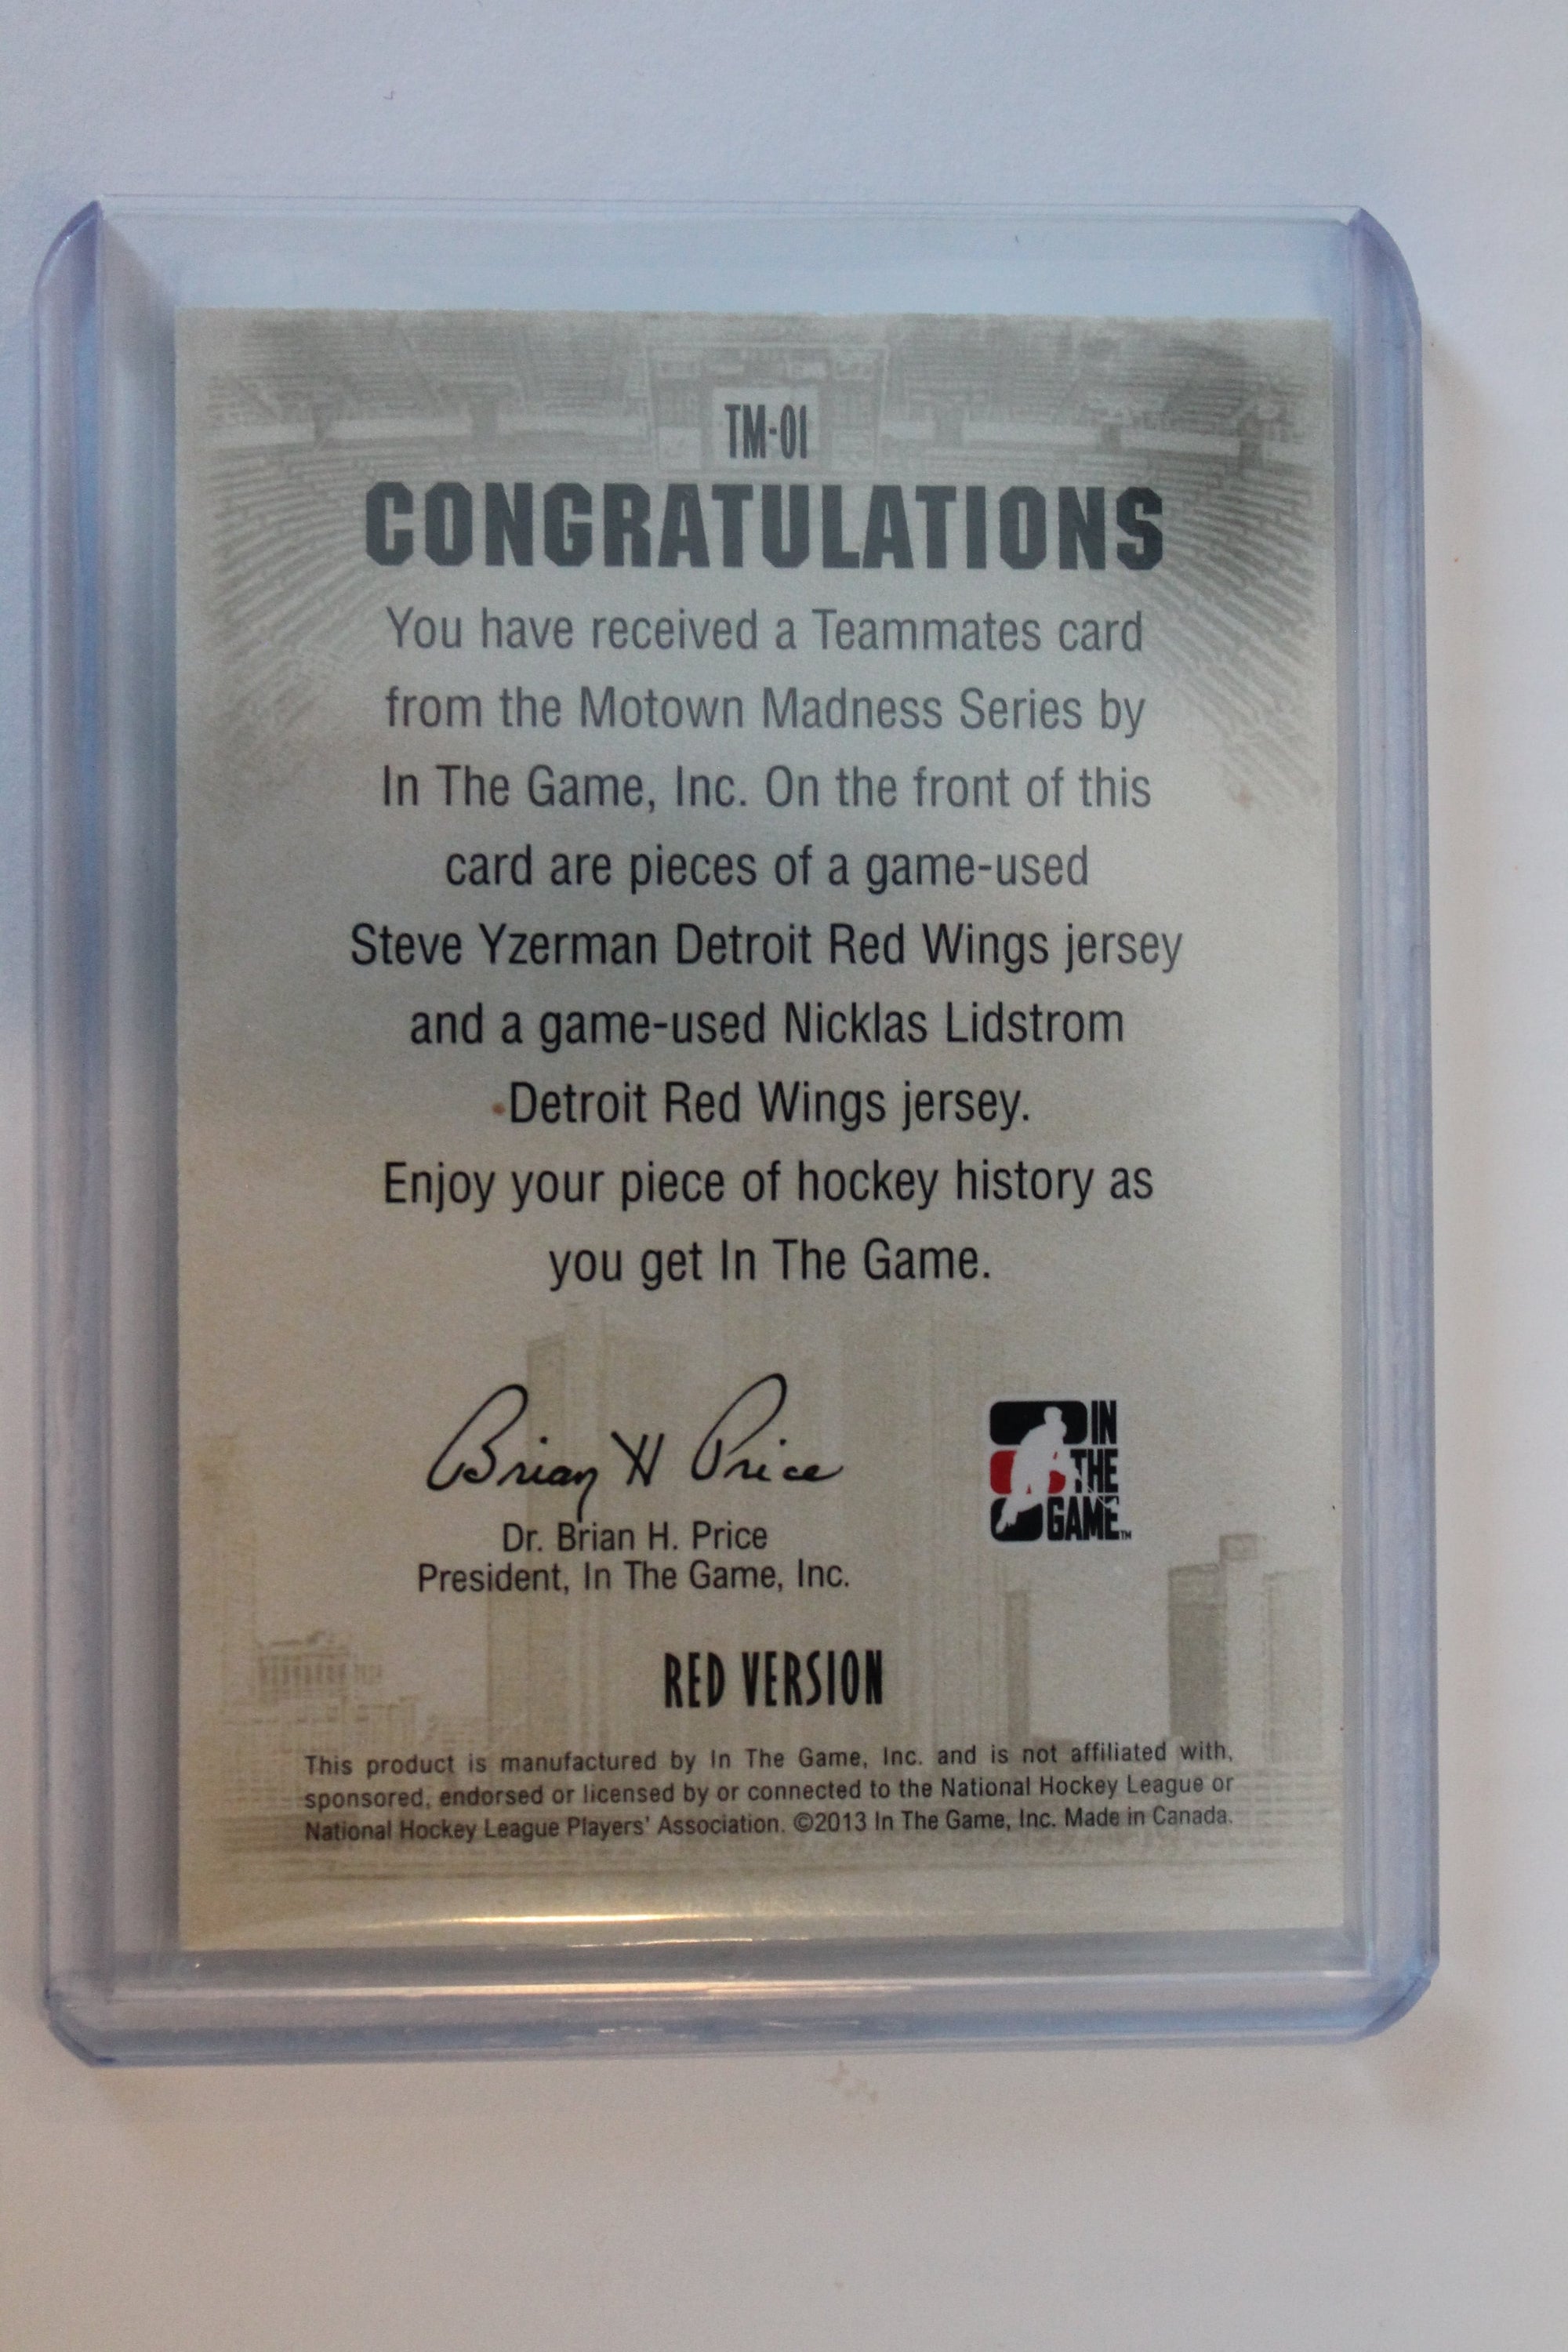 TM-01
CONGRATULATIONS
You have received a Teammates card
from the Motown Madness Series by
In The Game, Inc. On the front of this
card are pieces of a game-used
Steve Yzerman Detroit Red Wings jersey
and a game-used Nicklas Lidstrom
Detroit Red Wings jersey.
Enjoy your piece of hockey history as
you get In The Game.
Brian H Price
Dr. Brian H. Price
President, In The Game, Inc.
IN
THE
GAME™
RED VERSION
This product is manufactured by In The Game, Inc. and is not affiliated with,
sponsored, endorsed or licensed by or connected to the National Hockey League or
National Hockey League Players' Association. ©2013 In The Game, Inc. Made in Canada.